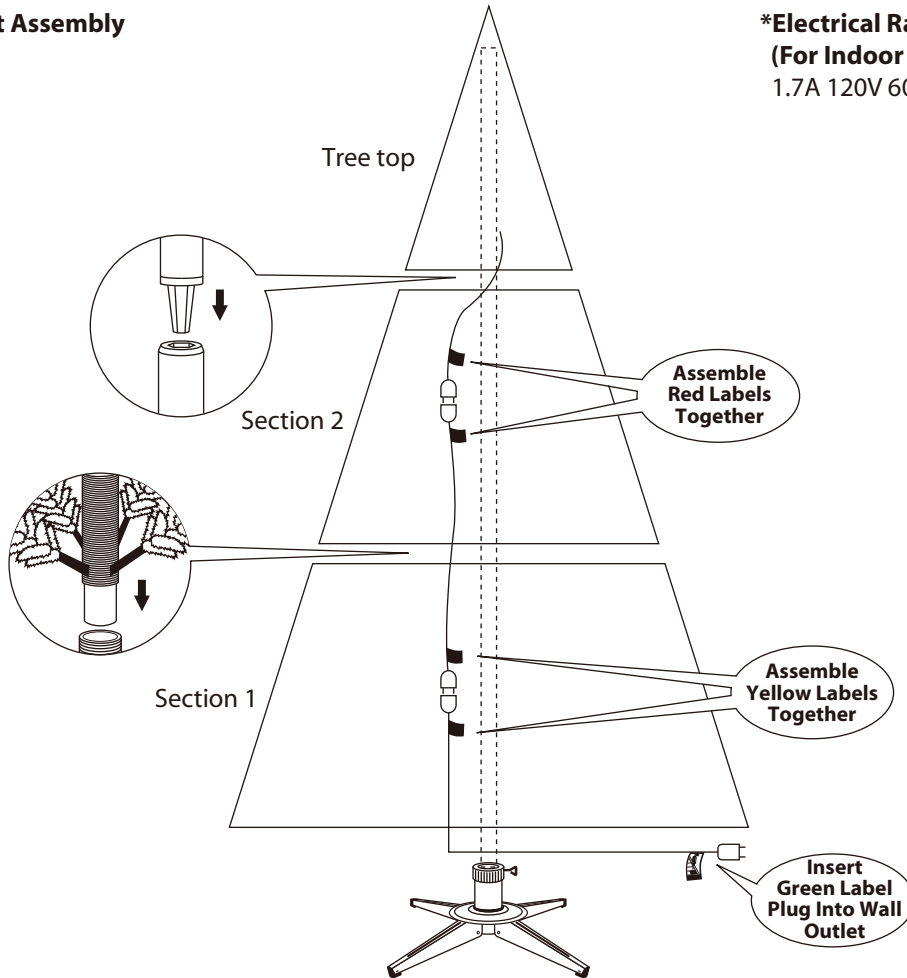 t Assembly
*Electrical Ra
(For Indoor
1.7A 120V 60
Tree top
Assemble
Red Labels
Together
Section 2
Assemble
Yellow Labels
Together
Section 1
Insert
Green Label
Plug Into Wall
Outlet